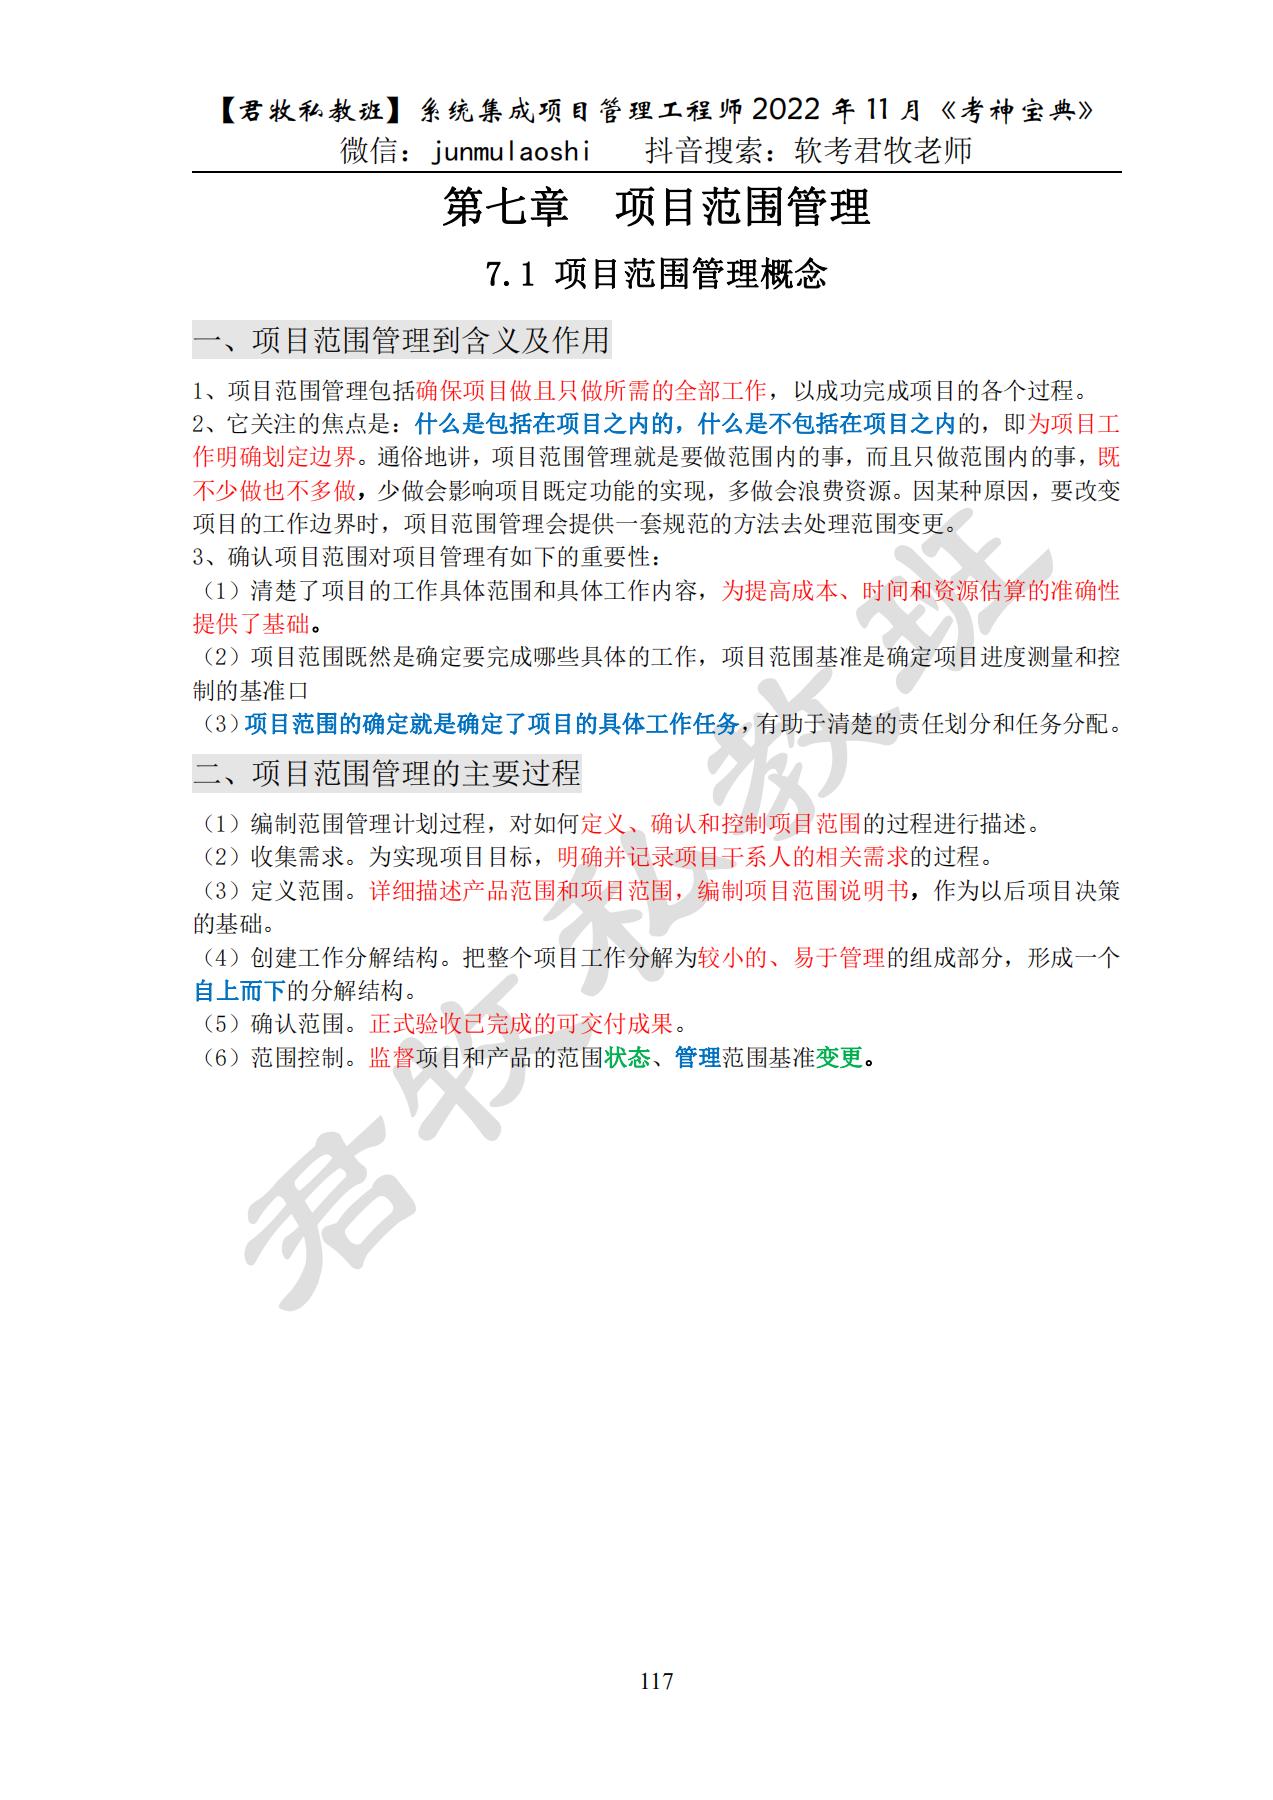 【君牧私教班】系统集成项目管理工程师 2022 年 11 月《考神宝典》
微信：junmulaoshi 抖音搜索：软考君牧老师
第七章 项目范围管理
7.1 项目范围管理概念
一、项目范围管理到含义及作用
1、项目范围管理包括确保项目做且只做所需的全部工作，以成功完成项目的各个过程。
2、它关注的焦点是：什么是包括在项目之内的，什么是不包括在项目之内的，即为项目工
作明确划定边界。通俗地讲，项目范围管理就是要做范围内的事，而且只做范围内的事，既
不少做也不多做，少做会影响项目既定功能的实现，多做会浪费资源。因某种原因，要改变
项目的工作边界时，项目范围管理会提供一套规范的方法去处理范围变更。
3、确认项目范围对项目管理有如下的重要性：
（1）清楚了项目的工作具体范围和具体工作内容，为提高成本、时间和资源估算的准确性
提供了基础。
（2）项目范围既然是确定要完成哪些具体的工作，项目范围基准是确定项目进度测量和控
制的基准口
（3）项目范围的确定就是确定了项目的具体工作任务，有助于清楚的责任划分和任务分配。
二、项目范围管理的主要过程
（1）编制范围管理计划过程，对如何定义、确认和控制项目范围的过程进行描述。
（2）收集需求。为实现项目目标，明确并记录项目干系人的相关需求的过程。
（3）定义范围。详细描述产品范围和项目范围，编制项目范围说明书，作为以后项目决策
的基础。
（4）创建工作分解结构。把整个项目工作分解为较小的、易于管理的组成部分，形成一个
自上而下的分解结构。
（5）确认范围。正式验收已完成的可交付成果。
（6）范围控制。监督项目和产品的范围状态、管理范围基准变更。
君牧私教班
117